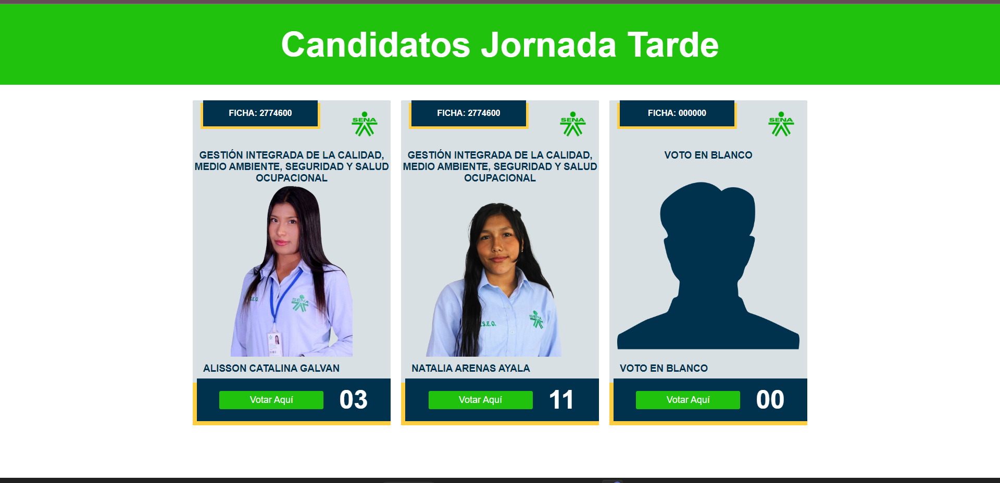 Candidatos Jornada Tarde
FICHA: 2774600
SENA
GESTIÓN INTEGRADA DE LA CALIDAD,
MEDIO AMBIENTE, SEGURIDAD Y SALUD
OCUPACIONAL
S.E.O.
SENA
ALISSON CATALINA GALVAN
Votar Aquí
03
FICHA: 2774600
SENA
GESTIÓN INTEGRADA DE LA CALIDAD,
MEDIO AMBIENTE, SEGURIDAD Y SALUD
OCUPACIONAL
.S.E.O.
SENA
NATALIA ARENAS AYALA
Votar Aquí
11
FICHA: 000000
SENA
VOTO EN BLANCO
VOTO EN BLANCO
Votar Aquí
00